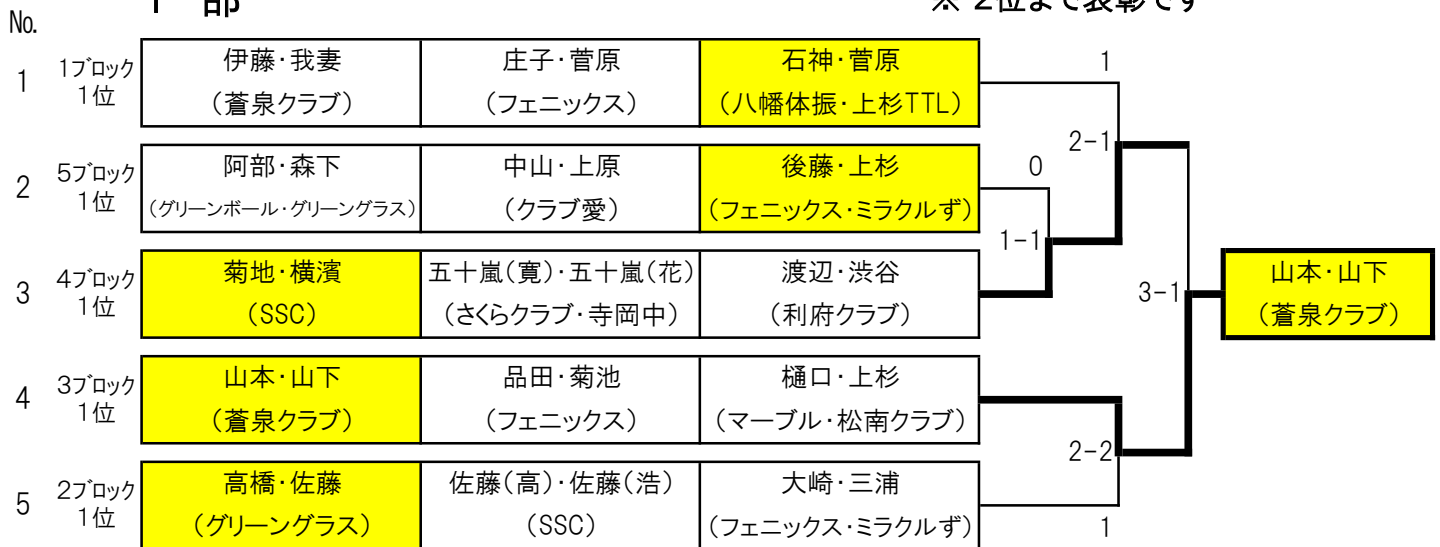 1 部
※ 2位まで表彰です
No.
1 1ブロック 1位 伊藤・我妻 (蒼泉クラブ) 庄子・菅原 (フェニックス) 石神・菅原 (八幡体振・上杉TTL) 1
2-1
2 5ブロック 1位 阿部・森下 (グリーンボール・グリーングラス) 中山・上原 (クラブ愛) 後藤・上杉 (フェニックス・ミラクルず) 0
1-1
3 4ブロック 1位 菊地・横濱 (SSC) 五十嵐(寛)・五十嵐(花) (さくらクラブ・寺岡中) 渡辺・渋谷 (利府クラブ)
3-1 山本・山下 (蒼泉クラブ)
4 3ブロック 1位 山本・山下 (蒼泉クラブ) 品田・菊池 (フェニックス) 樋口・上杉 (マーブル・松南クラブ)
2-2
5 2ブロック 1位 高橋・佐藤 (グリーングラス) 佐藤(高)・佐藤(浩) (SSC) 大崎・三浦 (フェニックス・ミラクルず) 1